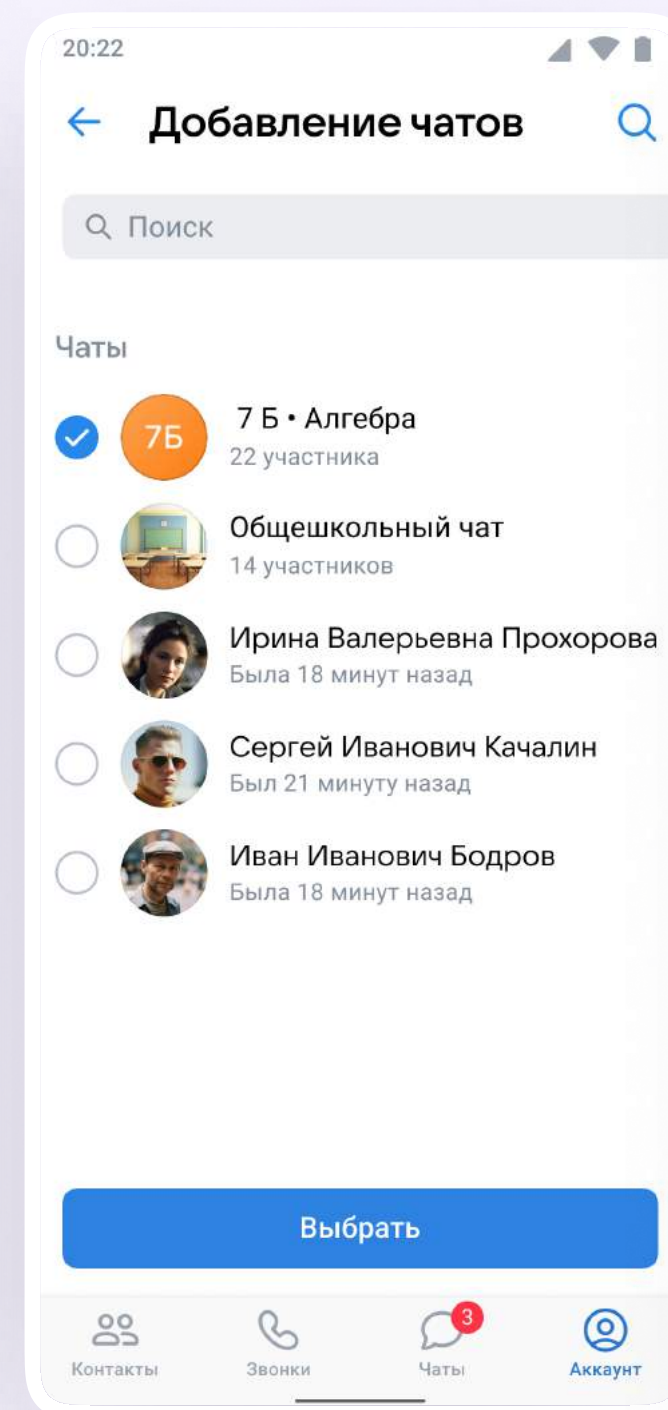 20:22
Добавление чатов
Поиск
Чаты
7Б
7 Б • Алгебра
22 участника
Общешкольный чат
14 участников
Ирина Валерьевна Прохорова
Была 18 минут назад
Сергей Иванович Качалин
Был 21 минуту назад
Иван Иванович Бодров
Была 18 минут назад
Выбрать
3
Контакты Звонки Чаты Аккаунт